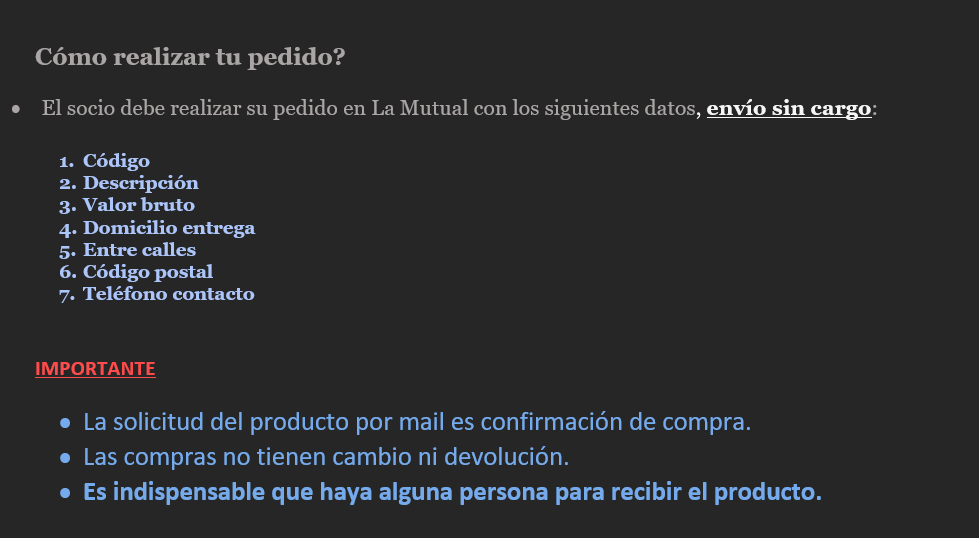 Cómo realizar tu pedido?
• El socio debe realizar su pedido en La Mutual con los siguientes datos, envío sin cargo:
1. Código
2. Descripción
3. Valor bruto
4. Domicilio entrega
5. Entre calles
6. Código postal
7. Teléfono contacto
IMPORTANTE
• La solicitud del producto por mail es confirmación de compra.
• Las compras no tienen cambio ni devolución.
• Es indispensable que haya alguna persona para recibir el producto.